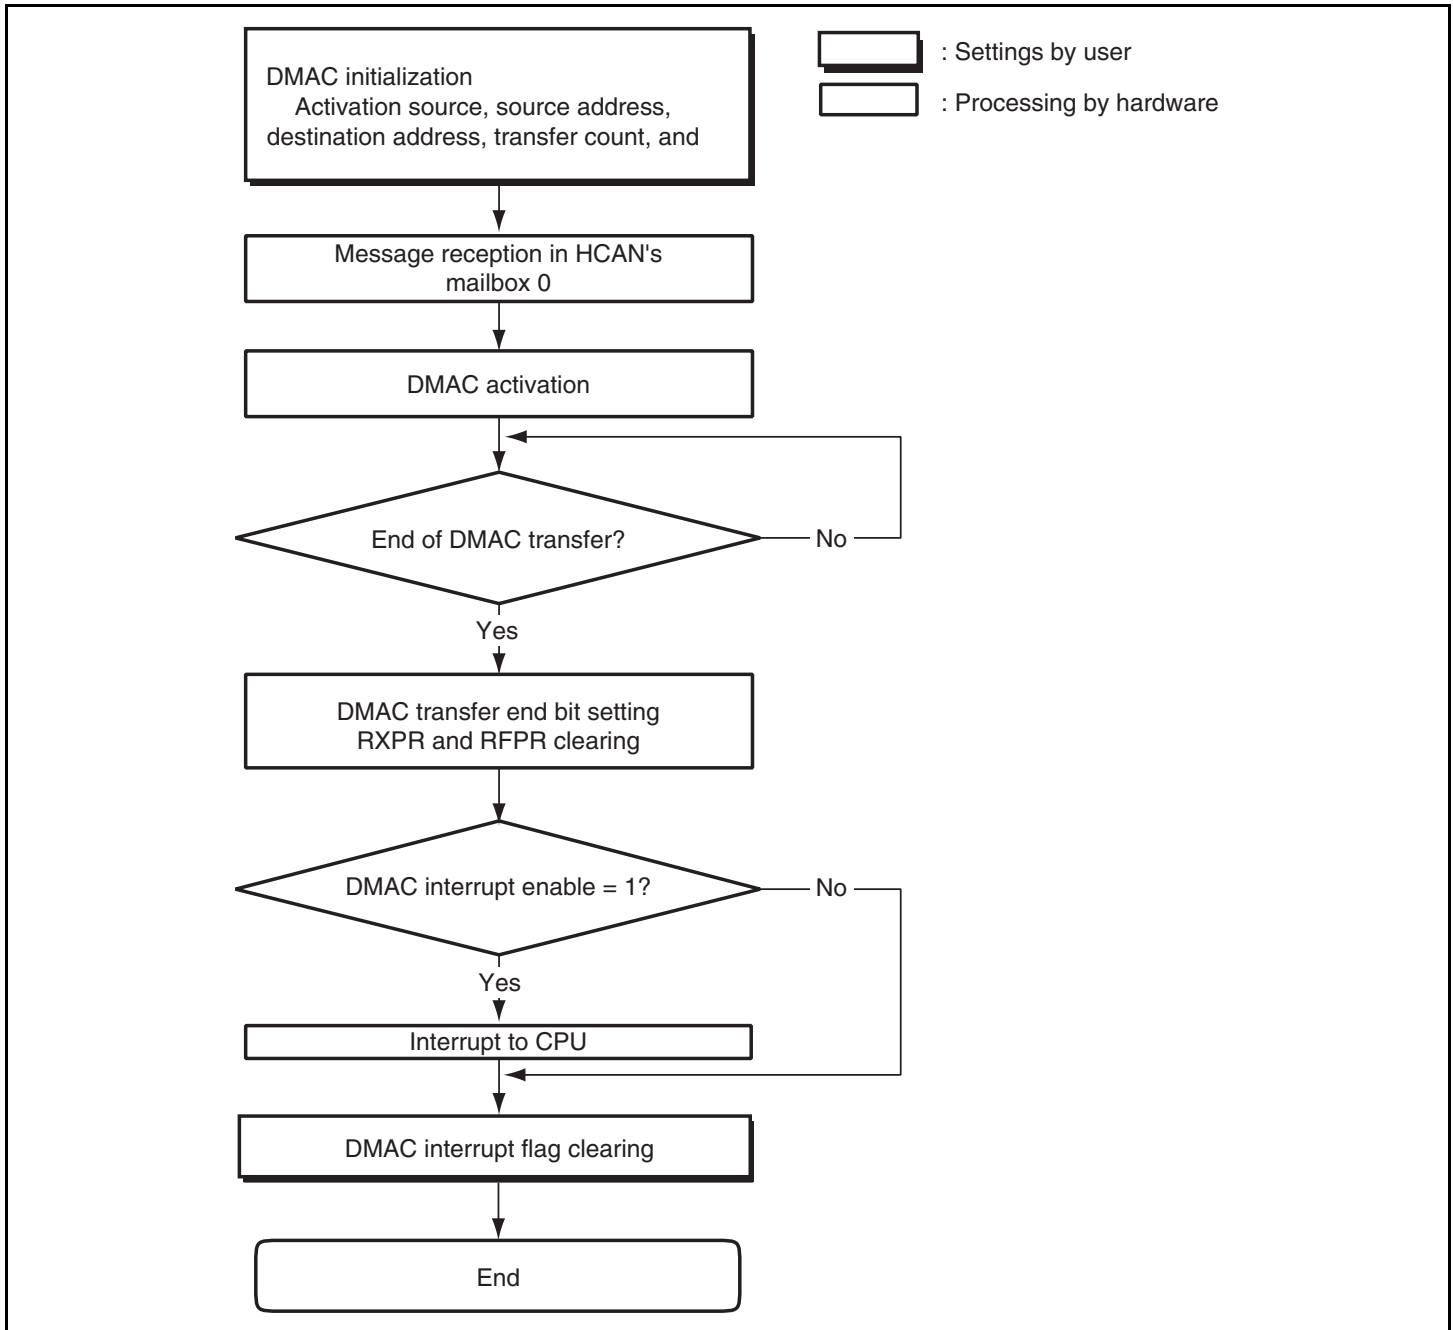 DMAC initialization
Activation source, source address,
destination address, transfer count, and
: Settings by user
: Processing by hardware
Message reception in HCAN's
mailbox 0
DMAC activation
End of DMAC transfer?
No
Yes
DMAC transfer end bit setting
RXPR and RFPR clearing
DMAC interrupt enable = 1?
No
Yes
Interrupt to CPU
DMAC interrupt flag clearing
End